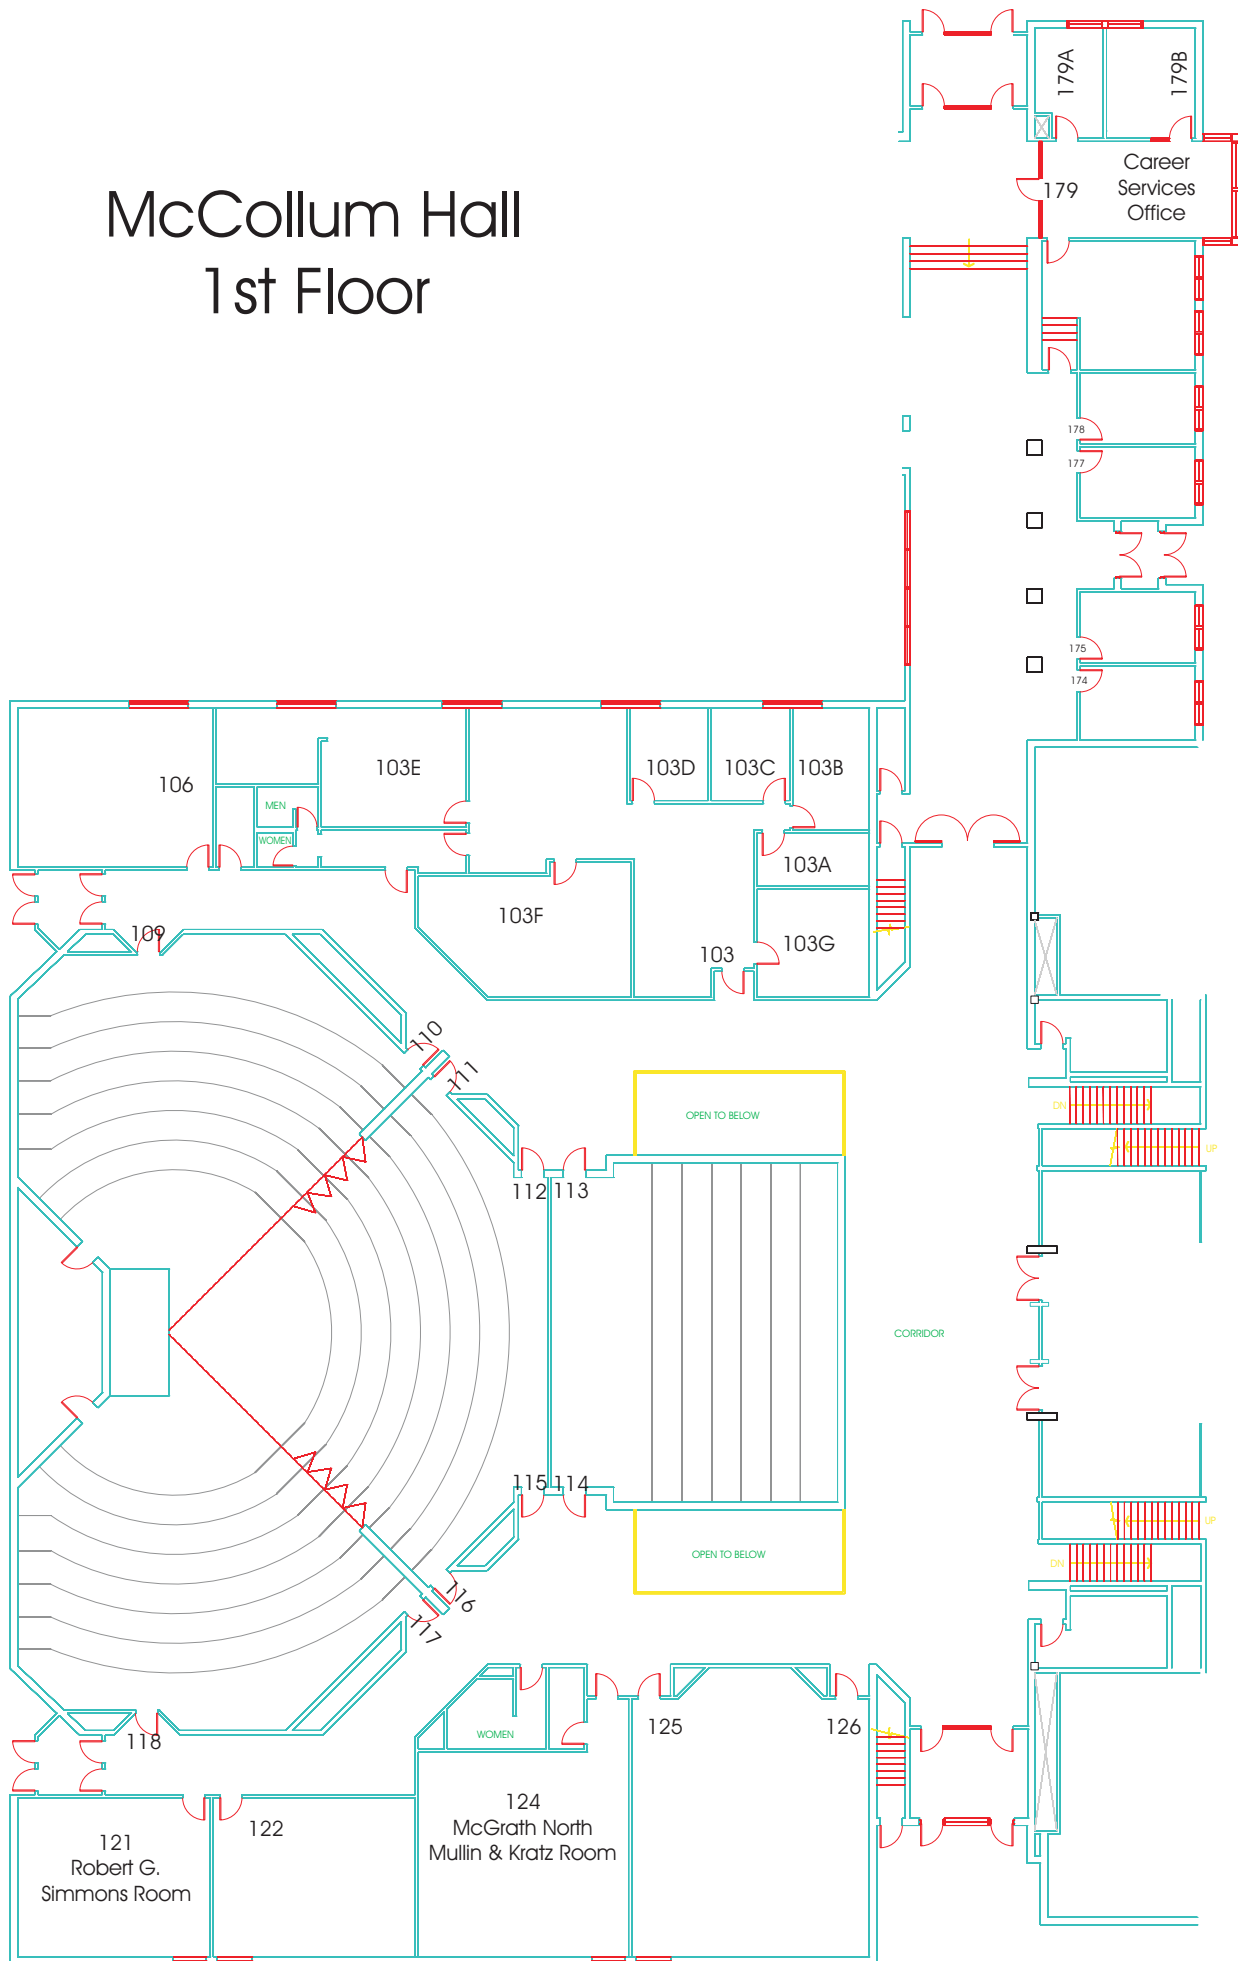 McCollum Hall
1st Floor
179A
179B
Career
Services
Office
179
178
177
175
174
106
103E
103D
103C
103B
MEN
WOMEN
103A
103F
103G
103
109
110
111
OPEN TO BELOW
DN
UP
112
113
CORRIDOR
115
114
UP
OPEN TO BELOW
DN
116
117
118
WOMEN
125
126
124
McGrath North
Mullin & Kratz Room
122
121
Robert G.
Simmons Room